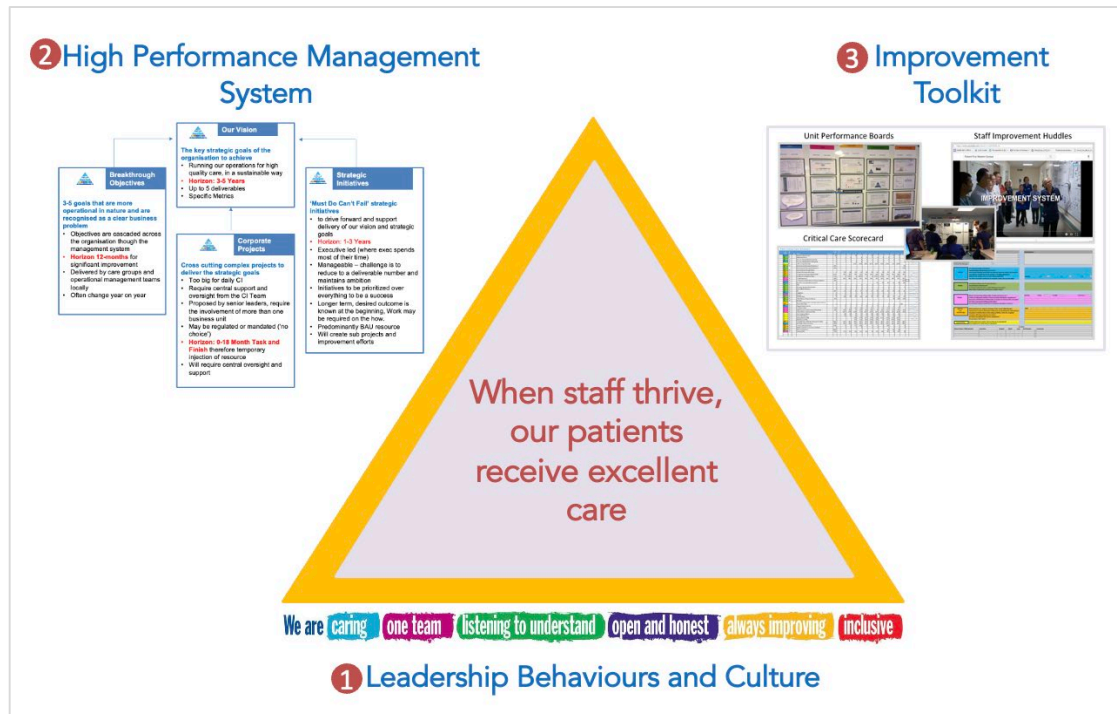 2 High Performance Management
System
Our Vision
The key strategic goals of the
organisation to achieve
• Running our operations for high
quality care, in a sustainable way
• Horizon: 3-5 Years
• Up to 5 deliverables
• Specific Metrics
Breakthrough
Objectives
3-5 goals that are more
operational in nature and are
recognised as a clear business
problem
• Objectives are cascaded across
the organisation though the
management system
• Horizon 12-months for
significant improvement
• Delivered by care groups and
operational management teams
locally
• Often change year on year
Corporate
Projects
Cross cutting complex projects to
deliver the strategic goals
• Too big for daily CI
• Require central support and
oversight from the CI Team
• Proposed by senior leaders, require
the involvement of more than one
business unit
• May be regulated or mandated ('no
choice')
• Horizon: 0-18 Month Task and
Finish therefore temporary
injection of resource
• Will require central oversight and
support
Strategic
Initiatives
'Must Do Can't Fail' strategic
initiatives
• to drive forward and support
delivery of our vision and strategic
goals
• Horizon: 1-3 Years
• Executive led (where exec spends
most of their time)
• Manageable – challenge is to
reduce to a deliverable number and
maintains ambition
• Initiatives to be prioritized over
everything to be a success
• Longer term, desired outcome is
known at the beginning, Work may
be required on the how.
• Predominantly BAU resource
• Will create sub projects and
improvement efforts
3 Improvement
Toolkit
Unit Performance Boards
Staff Improvement Huddles
IMPROVEMENT SYSTEM
Critical Care Scorecard
When staff thrive,
our patients
receive excellent
care
We are caring one team listening to understand open and honest always improving inclusive
1 Leadership Behaviours and Culture